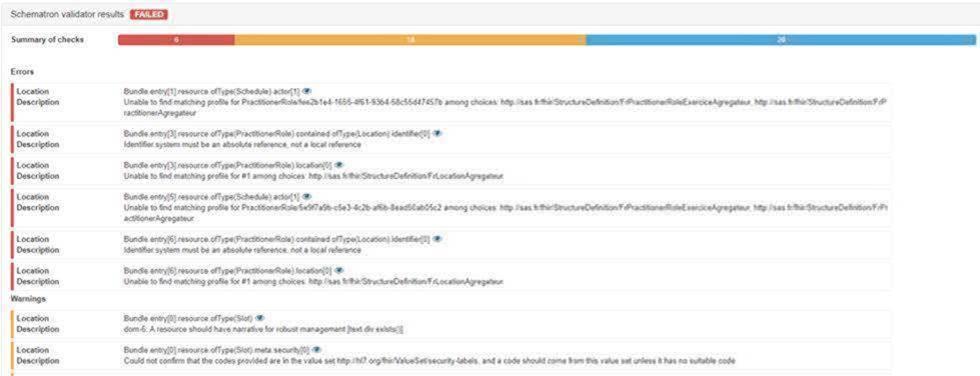 Schematron validator results FAILED
Summary of checks 6 18 20
Errors
Location Bundle.entry[1].resource.ofType(Schedule).actor[1]
Description Unable to find matching profile for PractitionerRole/fee2b1e4-1655-4f61-9364-58c55d47457b among choices: http://sas.fr/fhir/StructureDefinition/FrPractitionerRoleExerciceAgregateur, http://sas.fr/fhir/StructureDefinition/FrP
ractitionerAgregateur
Location Bundle.entry[3].resource.ofType(PractitionerRole).contained.ofType(Location).identifier[0]
Description Identifier.system must be an absolute reference, not a local reference
Location Bundle.entry[3].resource.ofType(PractitionerRole).location[0]
Description Unable to find matching profile for #1 among choices: http://sas.fr/fhir/StructureDefinition/FrLocationAgregateur
Location Bundle.entry[5].resource.ofType(Schedule).actor[1]
Description Unable to find matching profile for PractitionerRole/5e9f7a9b-c5e3-4c2b-af6b-8ead50ab05c2 among choices: http://sas.fr/fhir/StructureDefinition/FrPractitionerRoleExerciceAgregateur, http://sas.fr/fhir/StructureDefinition/FrPr
actitionerAgregateur
Location Bundle.entry[6].resource.ofType(PractitionerRole).contained.ofType(Location).identifier[0]
Description Identifier.system must be an absolute reference, not a local reference
Location Bundle.entry[6].resource.ofType(PractitionerRole).location[0]
Description Unable to find matching profile for #1 among choices: http://sas.fr/fhir/StructureDefinition/FrLocationAgregateur
Warnings
Location Bundle.entry[0].resource.ofType(Slot)
Description dom-6: A resource should have narrative for robust management [text.div.exists()]
Location Bundle.entry[0].resource.ofType(Slot).meta.security[0]
Description Could not confirm that the codes provided are in the value set http://hl7.org/fhir/ValueSet/security-labels, and a code should come from this value set unless it has no suitable code